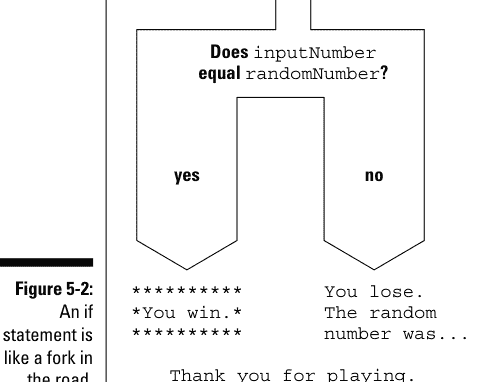 Does inputNumber
equal randomNumber?
yes
no
Figure 5-2:
An if
statement is
like a fork in
the road.
**********
*You win.*
**********
You lose.
The random
number was...
Thank you for playing.